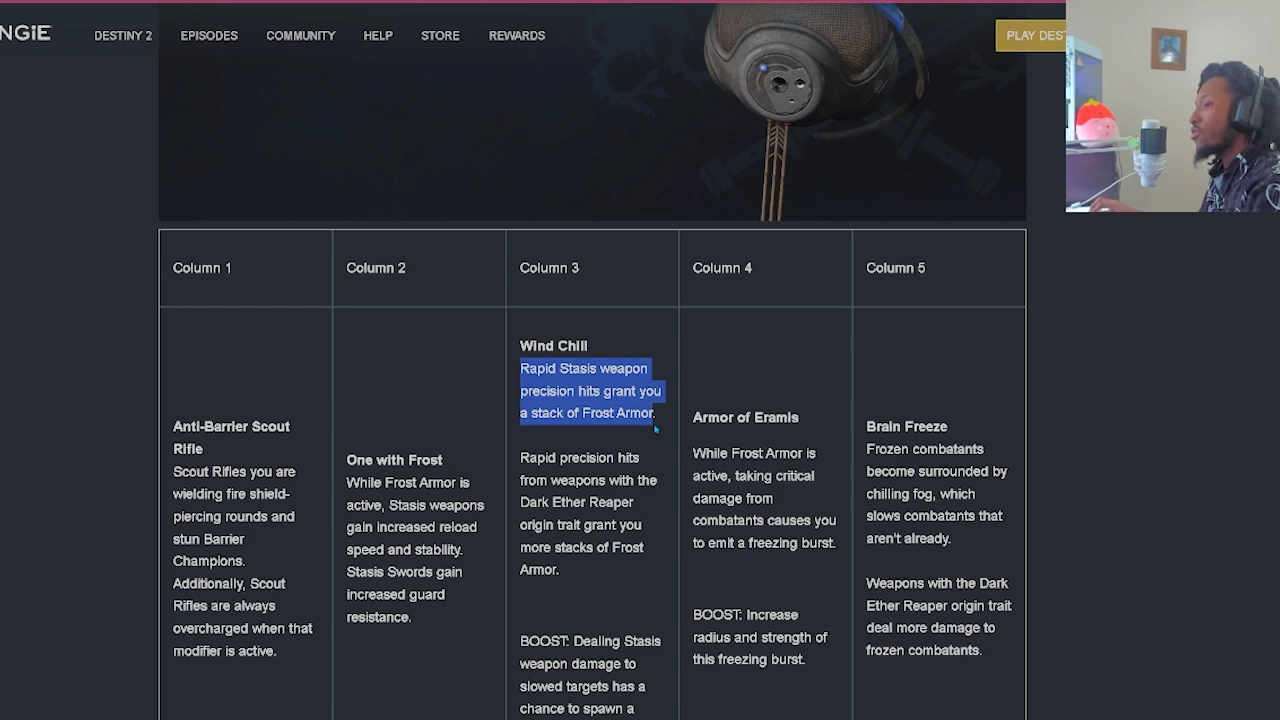 NGiE
DESTINY 2
EPISODES
COMMUNITY
HELP
STORE
REWARDS
PLAY DEST
Column 1
Column 2
Column 3
Column 4
Column 5
Anti-Barrier Scout
Rifle
Scout Rifles you are
wielding fire shield-
piercing rounds and
stun Barrier
Champions.
Additionally, Scout
Rifles are always
overcharged when that
modifier is active.
One with Frost
While Frost Armor is
active, Stasis weapons
gain increased reload
speed and stability.
Stasis Swords gain
increased guard
resistance.
Wind Chill
Rapid Stasis weapon
precision hits grant you
a stack of Frost Armor.
Rapid precision hits
from weapons with the
Dark Ether Reaper
origin trait grant you
more stacks of Frost
Armor.
BOOST: Dealing Stasis
weapon damage to
slowed targets has a
chance to spawn a
Armor of Eramis
While Frost Armor is
active, taking critical
damage from
combatants causes you
to emit a freezing burst.
BOOST: Increase
radius and strength of
this freezing burst.
Brain Freeze
Frozen combatants
become surrounded by
chilling fog, which
slows combatants that
aren't already.
Weapons with the Dark
Ether Reaper origin trait
deal more damage to
frozen combatants.